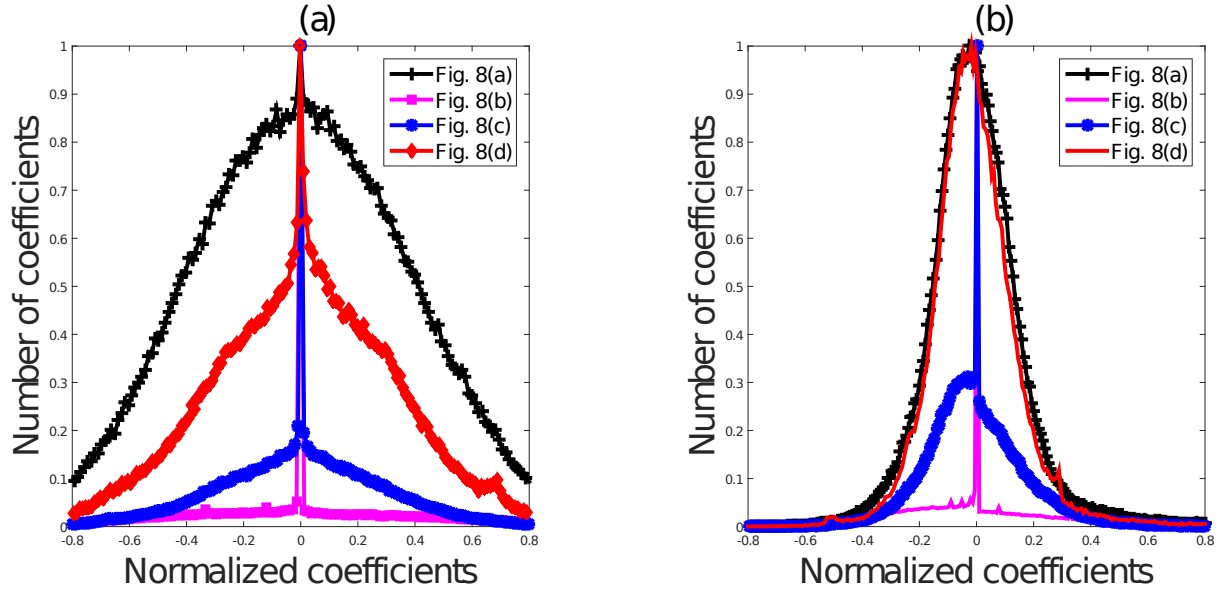 (a)
Number of coefficients
1
0.9
0.8
0.7
0.6
0.5
0.4
0.3
0.2
0.1
0
-0.8
-0.6
-0.4
-0.2
0
0.2
0.4
0.6
0.8
Normalized coefficients
Fig. 8(a)
Fig. 8(b)
Fig. 8(c)
Fig. 8(d)
(b)
Number of coefficients
1
0.9
0.8
0.7
0.6
0.5
0.4
0.3
0.2
0.1
0
-0.8
-0.6
-0.4
-0.2
0
0.2
0.4
0.6
0.8
Normalized coefficients
Fig. 8(a)
Fig. 8(b)
Fig. 8(c)
Fig. 8(d)